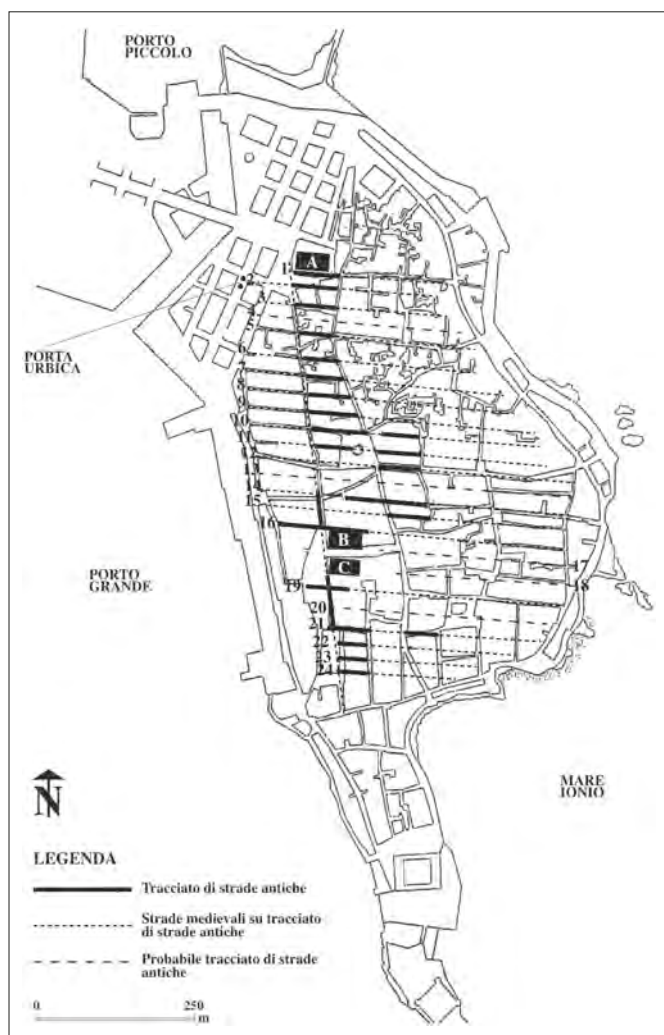 PORTO
PICCOLO
A
1
2
3
PORTA
URBICA
6
7
8
9
10
11
14
15
16
B
C
17
18
19
20
21
22
23
24
PORTO
GRANDE
MARE
IONIO
N
LEGENDA
Tracciato di strade antiche
Strade medievali su tracciato
di strade antiche
Probabile tracciato di strade
antiche
0
250
m